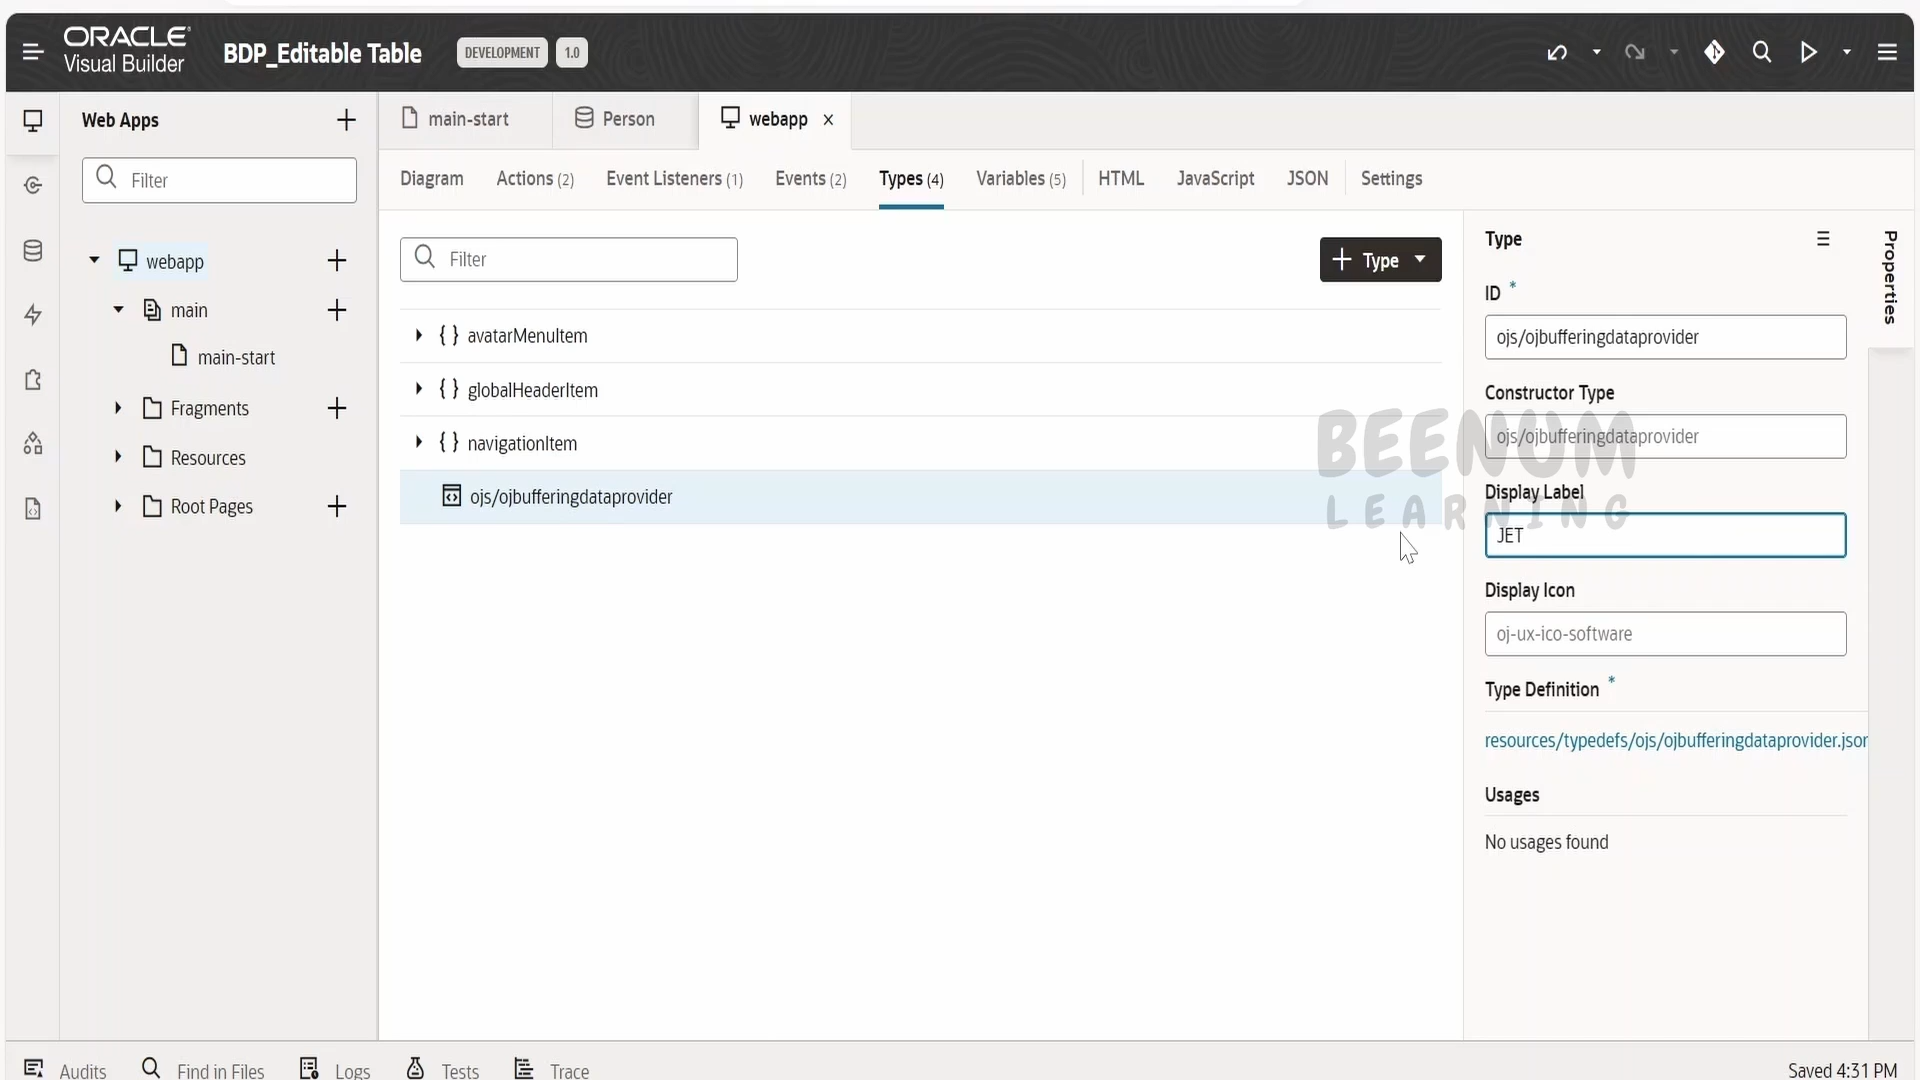 ORACLE
Visual Builder
BDP_Editable Table
DEVELOPMENT
1.0
Web Apps
Filter
webapp
main
main-start
Fragments
Resources
Root Pages
main-start
Person
webapp
Diagram
Actions (2)
Event Listeners (1)
Events (2)
Types (4)
Variables (5)
HTML
JavaScript
JSON
Settings
Filter
Type
avatarMenuItem
globalHeaderItem
navigationItem
ojs/ojbufferingdataprovider
Type
Properties
ID *
ojs/ojbufferingdataprovider
Constructor Type
ojs/ojbufferingdataprovider
Display Label
JET
Display Icon
oj-ux-ico-software
Type Definition *
resources/typedefs/ojs/ojbufferingdataprovider.json
Usages
No usages found
BEENUM
LEARNING
Audits
Find in Files
Logs
Tests
Trace
Saved 4:31 PM